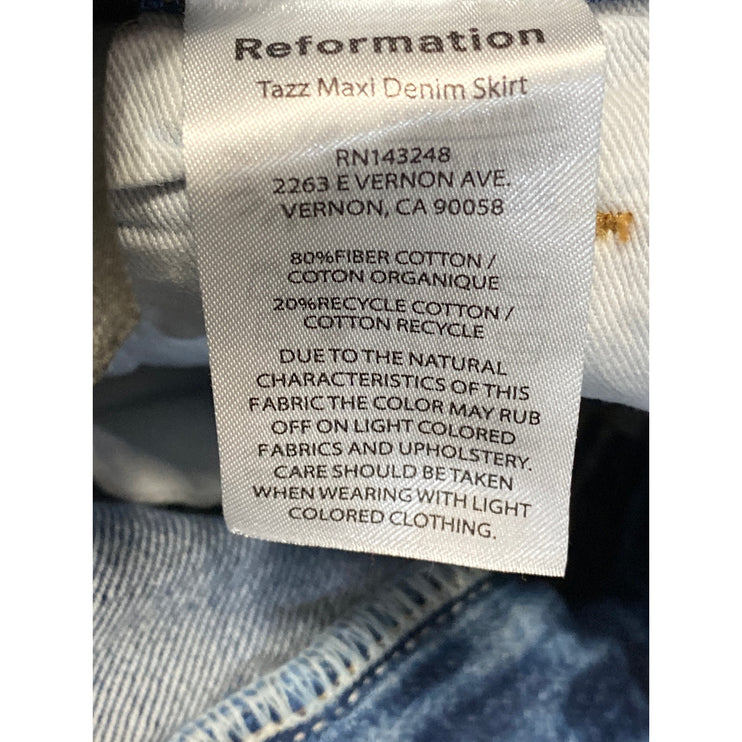 Reformation
Tazz Maxi Denim Skirt
RN143248
2263 E VERNON AVE.
VERNON, CA 90058
80%FIBER COTTON /
COTON ORGANIQUE
20%RECYCLE COTTON /
COTTON RECYCLE
DUE TO THE NATURAL
CHARACTERISTICS OF THIS
FABRIC THE COLOR MAY RUB
OFF ON LIGHT COLORED
FABRICS AND UPHOLSTERY.
CARE SHOULD BE TAKEN
WHEN WEARING WITH LIGHT
COLORED CLOTHING.